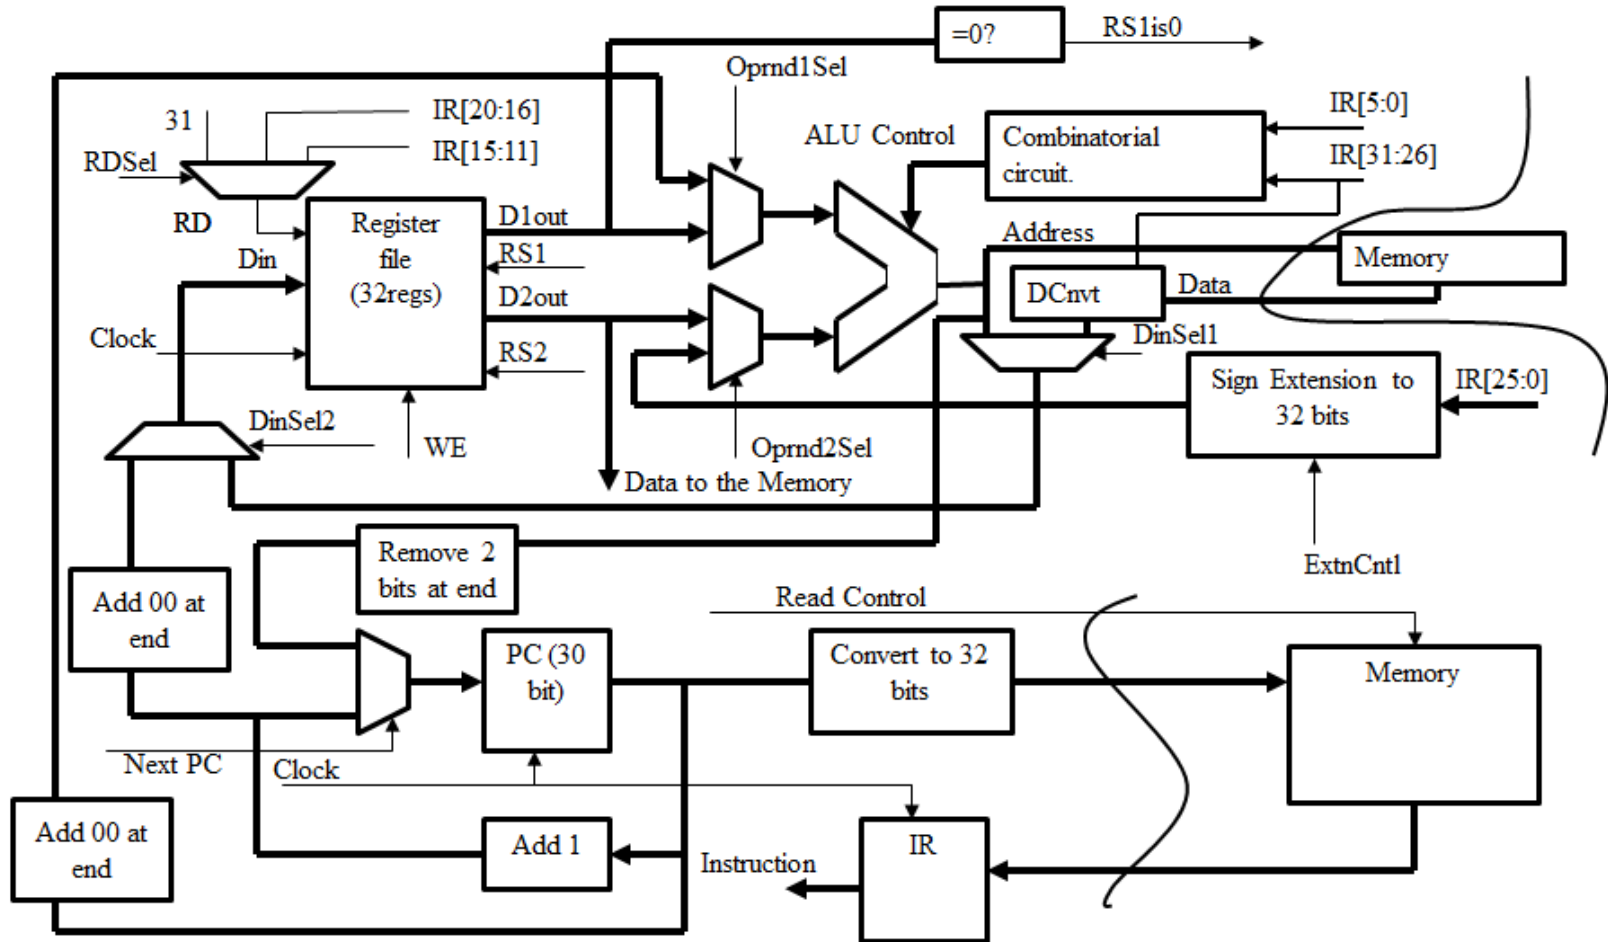 =0?
RS1is0
Oprnd1Sel
31
IR[20:16]
IR[15:11]
RDSel
RD
ALU Control
Combinatorial
circuit.
IR[5:0]
IR[31:26]
Din
Register
file
(32regs)
D1out
RS1
D2out
RS2
Address
Memory
DCnvt
Data
Clock
DinSel1
Sign Extension to
32 bits
IR[25:0]
DinSel2
WE
Oprnd2Sel
Data to the Memory
ExtnCntl
Remove 2
bits at end
Add 00 at
end
Read Control
PC (30
bit)
Convert to 32
bits
Memory
Next PC
Clock
Add 00 at
end
Add 1
Instruction
IR